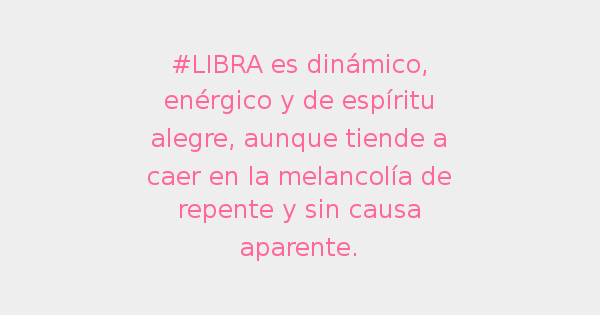 #LIBRA es dinámico,
enérgico y de espíritu
alegre, aunque tiende a
caer en la melancolía de
repente y sin causa
aparente.